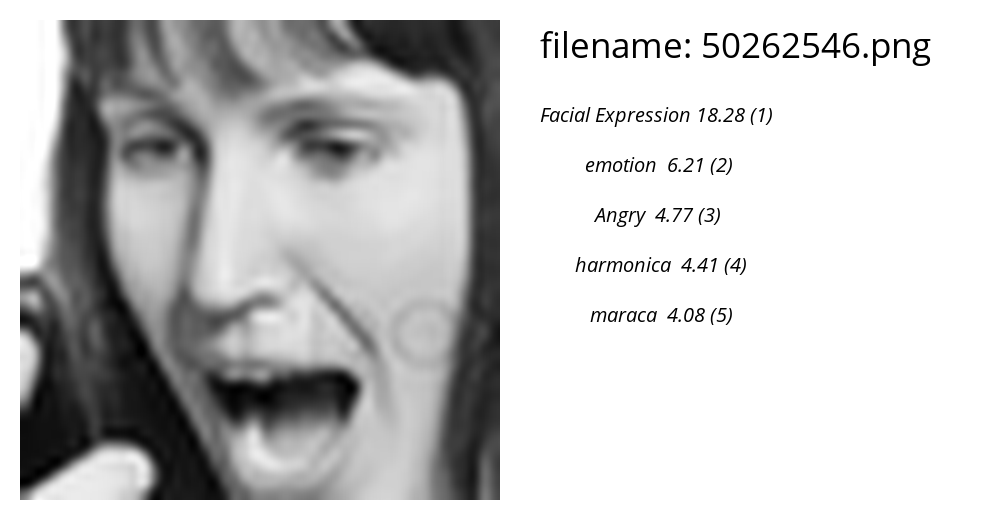 filename: 50262546.png
Facial Expression 18.28 (1)
emotion 6.21 (2)
Angry 4.77 (3)
harmonica 4.41 (4)
maraca 4.08 (5)